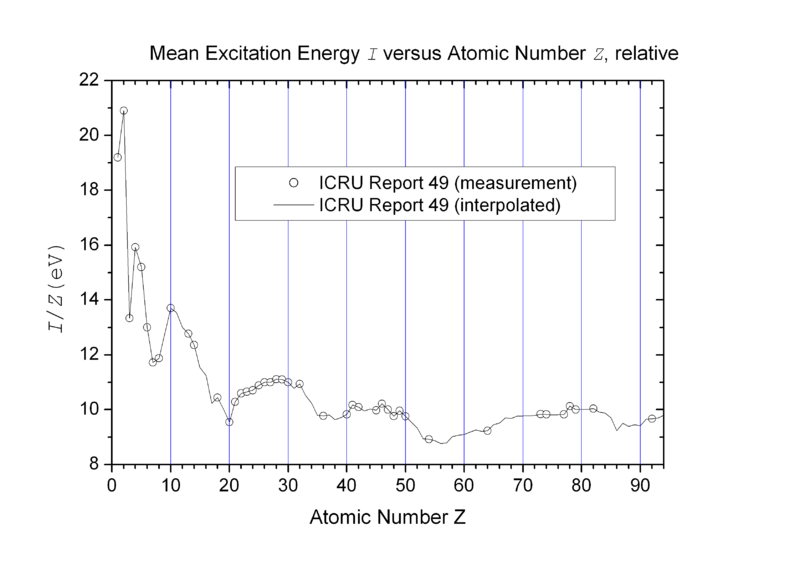 Mean Excitation Energy I versus Atomic Number Z, relative
22
20
18
16
14
12
10
8
I/Z(eV)
ICRU Report 49 (measurement)
ICRU Report 49 (interpolated)
0 10 20 30 40 50 60 70 80 90
Atomic Number Z